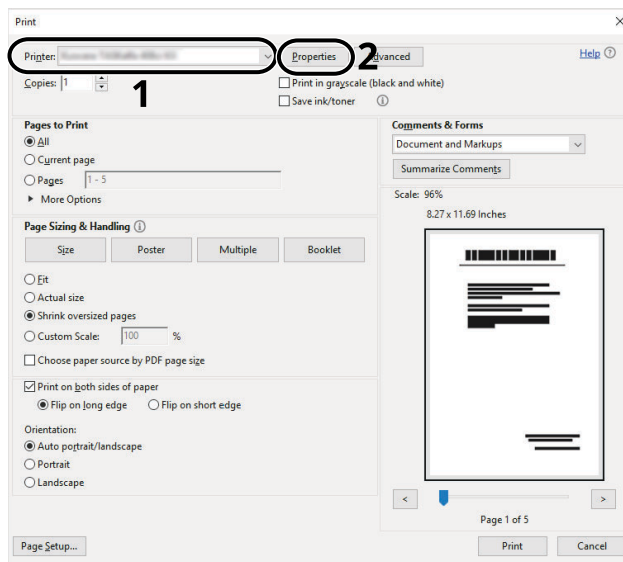 Print
Printer:
Properties
2
dvanced
Help
Copies: 1
1
Print in grayscale (black and white)
Save ink/toner
Pages to Print
All
Current page
Pages 1 - 5
More Options
Comments & Forms
Document and Markups
Summarize Comments
Page Sizing & Handling
Size Poster Multiple Booklet
Fit
Actual size
Shrink oversized pages
Custom Scale: 100 %
Choose paper source by PDF page size
Print on both sides of paper
Flip on long edge Flip on short edge
Orientation:
Auto portrait/landscape
Portrait
Landscape
Scale: 96%
8.27 x 11.69 Inches
< >
Page 1 of 5
Page Setup...
Print Cancel